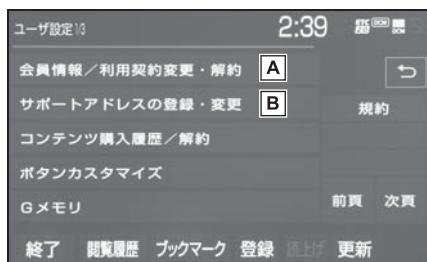 ユーザ設定1/3
2:39
ETC
DCM
会員情報／利用契約変更・解約 A
サポートアドレスの登録・変更 B
規約
コンテンツ購入履歴／解約
ボタンカスタマイズ
Gメモリ
前頁 次頁
終了 閲覧履歴 ブックマーク 登録 読上げ 更新